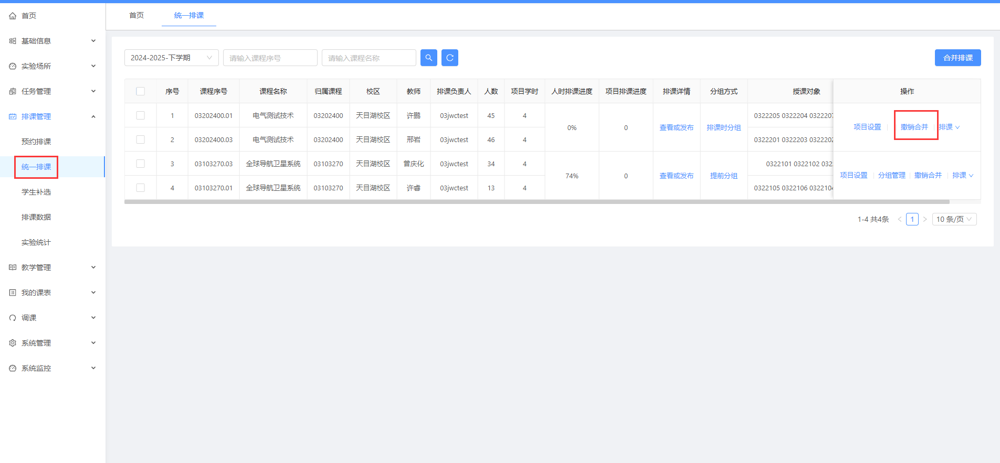 首页
基础信息
实验场所
任务管理
排课管理
预约排课
统一排课
学生补选
排课数据
实验统计
教学管理
我的课表
调课
系统管理
系统监控
首页 统一排课
2024-2025-下学期 请输入课程序号 请输入课程名称 合并排课
序号 课程序号 课程名称 归属课程 校区 教师 排课负责人 人数 项目学时 人时排课进度 项目排课进度 排课详情 分组方式 授课对象 操作
1 03202400.01 电气测试技术 03202400 天目湖校区 许鹏 03jwctest 45 4 0322205 0322204 0322207
0% 0 查看或发布 排课时分组 项目设置 撤销合并 排课
2 03202400.03 电气测试技术 03202400 天目湖校区 邢岩 03jwctest 46 4 0322201 0322203 0322202
3 03103270.03 全球导航卫星系统 03103270 天目湖校区 曾庆化 03jwctest 34 4 0322101 0322102 032
74% 0 查看或发布 提前分组 项目设置 分组管理 撤销合并 排课
4 03103270.01 全球导航卫星系统 03103270 天目湖校区 许睿 03jwctest 13 4 0322105 0322106 0322104
1-4 共4条 1 10 条/页